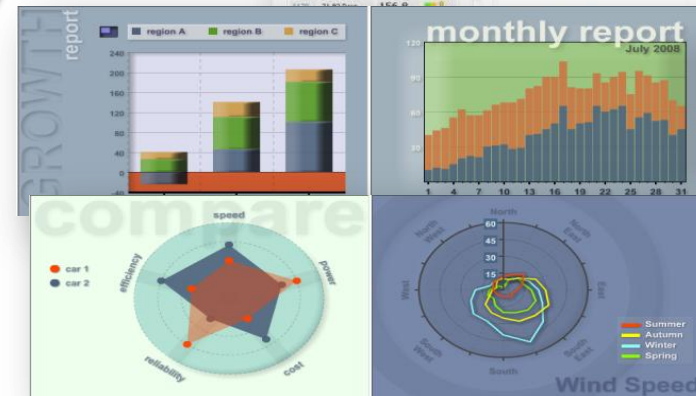 156.8
GROWTH
report
region A
region B
region C
240
200
160
120
80
40
0
-40
monthly report
July 2008
120
90
60
30
1 4 7 10 13 16 19 22 25 28 31
compare
speed
power
cost
reliability
efficiency
car 1
car 2
North
North East
East
South East
South
South West
West
North West
60
45
30
15
Summer
Autumn
Winter
Spring
Wind Speed